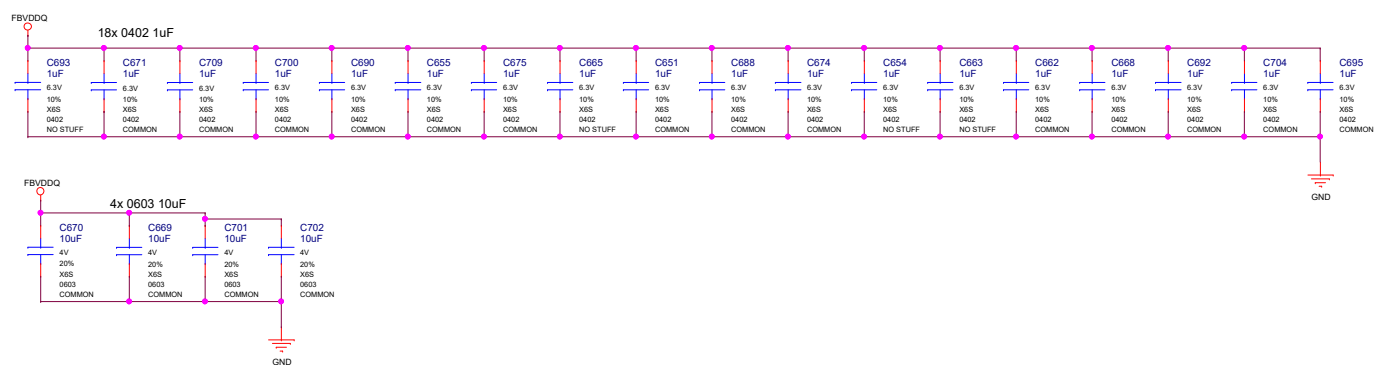 FBVDDQ
18x 0402 1uF
C693 C671 C709 C700 C690 C655 C675 C665 C651 C688 C674 C654 C663 C662 C668 C692 C704 C695
1uF 1uF 1uF 1uF 1uF 1uF 1uF 1uF 1uF 1uF 1uF 1uF 1uF 1uF 1uF 1uF 1uF 1uF
6.3V 6.3V 6.3V 6.3V 6.3V 6.3V 6.3V 6.3V 6.3V 6.3V 6.3V 6.3V 6.3V 6.3V 6.3V 6.3V 6.3V 6.3V
10% 10% 10% 10% 10% 10% 10% 10% 10% 10% 10% 10% 10% 10% 10% 10% 10% 10%
X6S X6S X6S X6S X6S X6S X6S X6S X6S X6S X6S X6S X6S X6S X6S X6S X6S X6S
0402 0402 0402 0402 0402 0402 0402 0402 0402 0402 0402 0402 0402 0402 0402 0402 0402 0402
NO STUFF COMMON COMMON COMMON COMMON COMMON COMMON NO STUFF COMMON COMMON COMMON NO STUFF NO STUFF COMMON COMMON COMMON COMMON COMMON
GND
FBVDDQ
4x 0603 10uF
C670 C669 C701 C702
10uF 10uF 10uF 10uF
4V 4V 4V 4V
20% 20% 20% 20%
X6S X6S X6S X6S
0603 0603 0603 0603
COMMON COMMON COMMON COMMON
GND